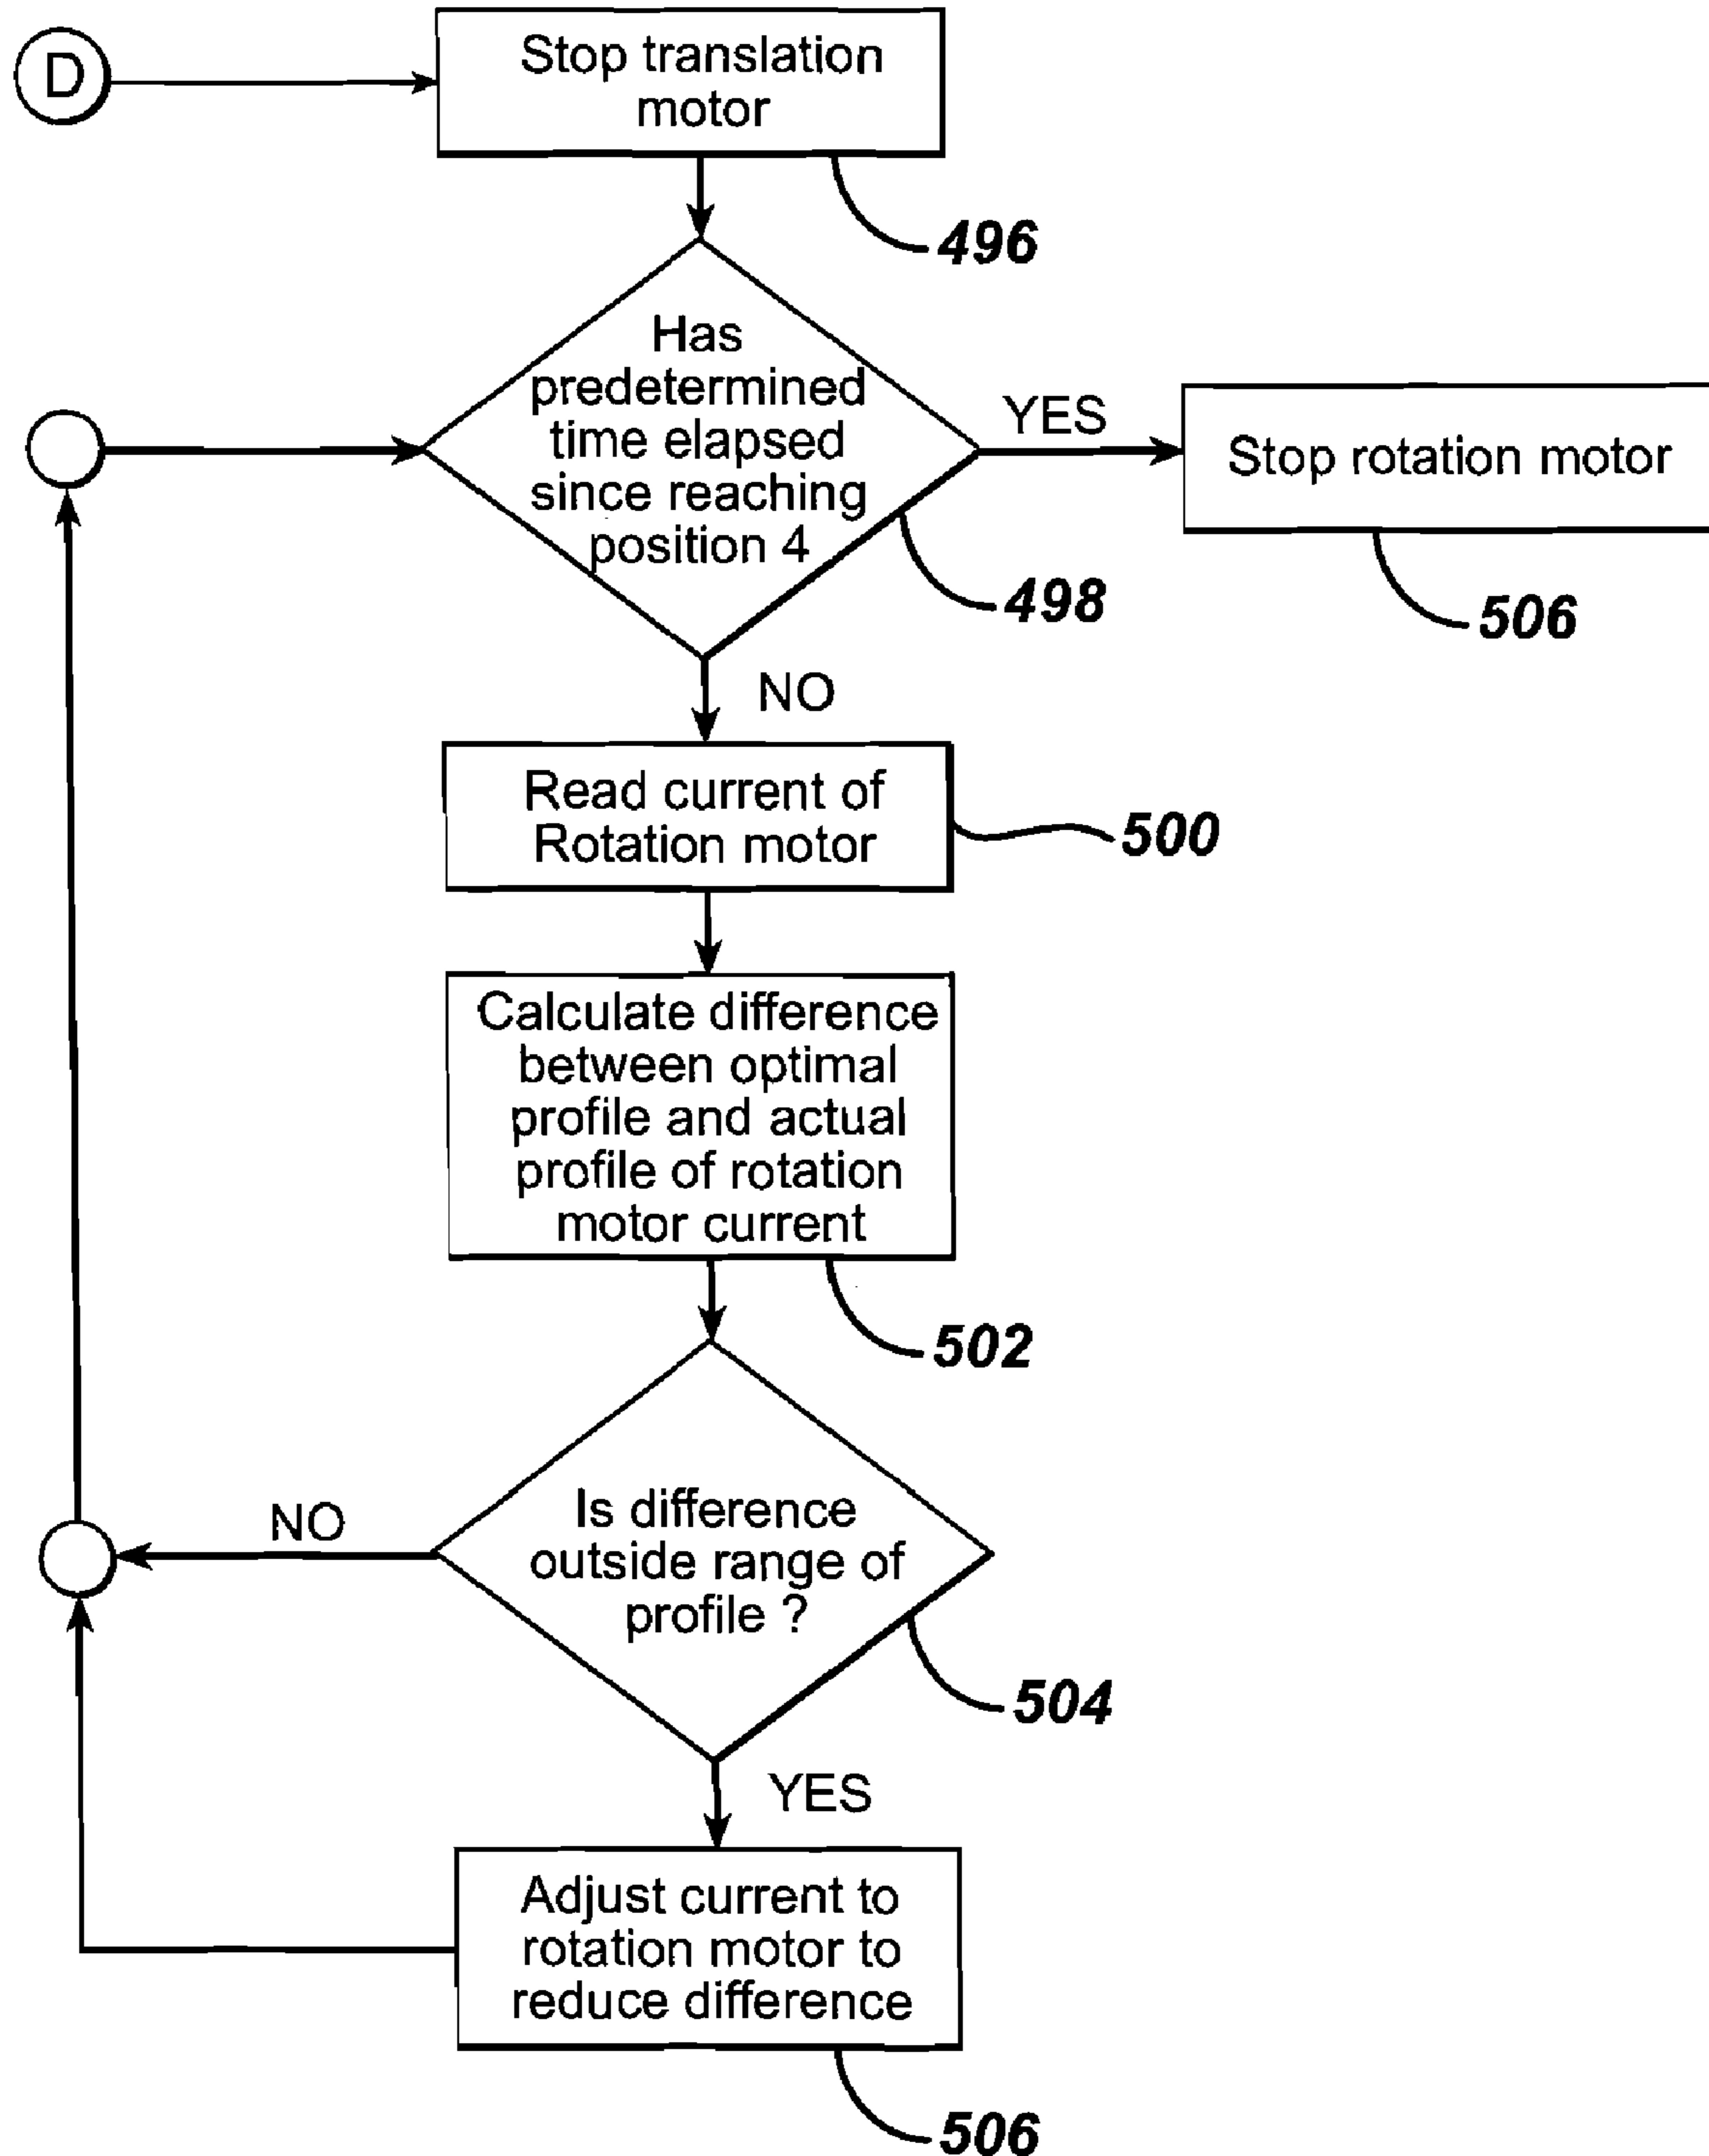 D
Stop translation
motor
496
Has
predetermined
time elapsed
since reaching
position 4
498
YES
Stop rotation motor
506
NO
Read current of
Rotation motor
500
Calculate difference
between optimal
profile and actual
profile of rotation
motor current
502
Is difference
outside range of
profile ?
504
NO
YES
Adjust current to
rotation motor to
reduce difference
506